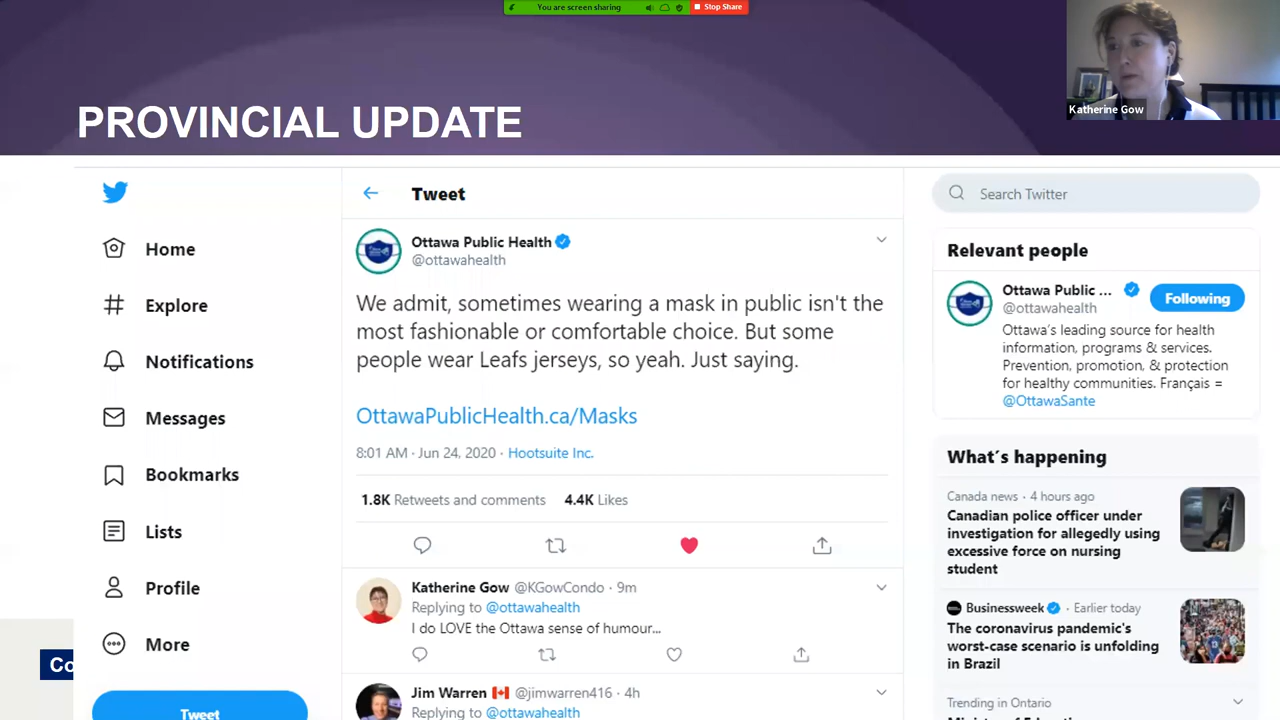 You are screen sharing
Stop Share
Katherine Gow
PROVINCIAL UPDATE
Home
Explore
Notifications
Messages
Bookmarks
Lists
Profile
More
Tweet
Co
Tweet
Ottawa Public Health
@ottawahealth
We admit, sometimes wearing a mask in public isn't the
most fashionable or comfortable choice. But some
people wear Leafs jerseys, so yeah. Just saying.
OttawaPublicHealth.ca/Masks
8:01 AM · Jun 24, 2020 · Hootsuite Inc.
1.8K Retweets and comments 4.4K Likes
Katherine Gow @KGowCondo · 9m
Replying to @ottawahealth
I do LOVE the Ottawa sense of humour...
Jim Warren @jimwarren416 · 4h
Replying to @ottawahealth
Search Twitter
Relevant people
Ottawa Public ...
@ottawahealth
Following
Ottawa's leading source for health
information, programs & services.
Prevention, promotion, & protection
for healthy communities. Français =
@OttawaSante
What's happening
Canada news · 4 hours ago
Canadian police officer under
investigation for allegedly using
excessive force on nursing
student
Businessweek · Earlier today
The coronavirus pandemic's
worst-case scenario is unfolding
in Brazil
Trending in Ontario